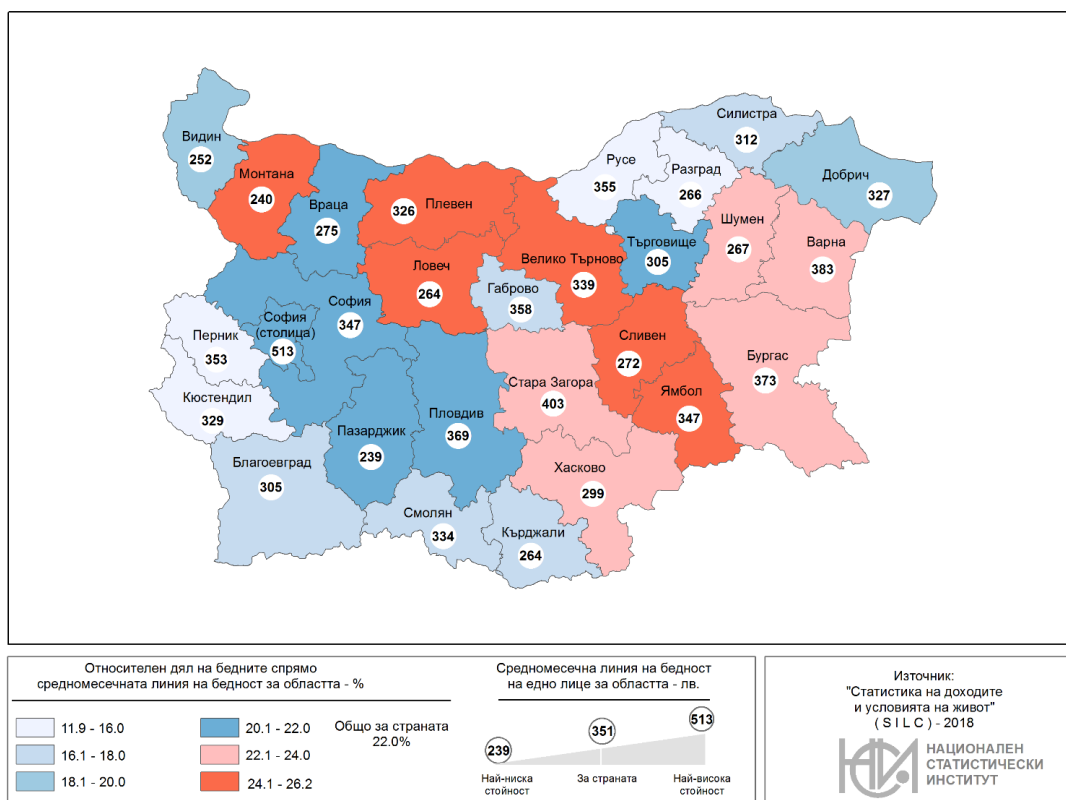 Силистра
312
Видин
252
Русе
355
Разград
266
Добрич
327
Монтана
240
Враца
275
Плевен
326
Шумен
267
Варна
383
Търговище
305
Велико Търново
339
Ловеч
264
Габрово
358
София
347
София
(столица)
513
Перник
353
Сливен
272
Бургас
373
Кюстендил
329
Стара Загора
403
Ямбол
347
Пловдив
369
Пазарджик
239
Благоевград
305
Хасково
299
Смолян
334
Кърджали
264
Относителен дял на бедните спрямо
средномесечната линия на бедност за областта - %
11.9 - 16.0
16.1 - 18.0
18.1 - 20.0
20.1 - 22.0
22.1 - 24.0
24.1 - 26.2
Общо за страната
22.0%
Средномесечна линия на бедност
на едно лице за областта - лв.
239
351
513
Най-ниска
стойност
За страната
Най-висока
стойност
Източник:
"Статистика на доходите
и условията на живот"
( S I L C ) - 2018
НСИ
НАЦИОНАЛЕН
СТАТИСТИЧЕСКИ
ИНСТИТУТ